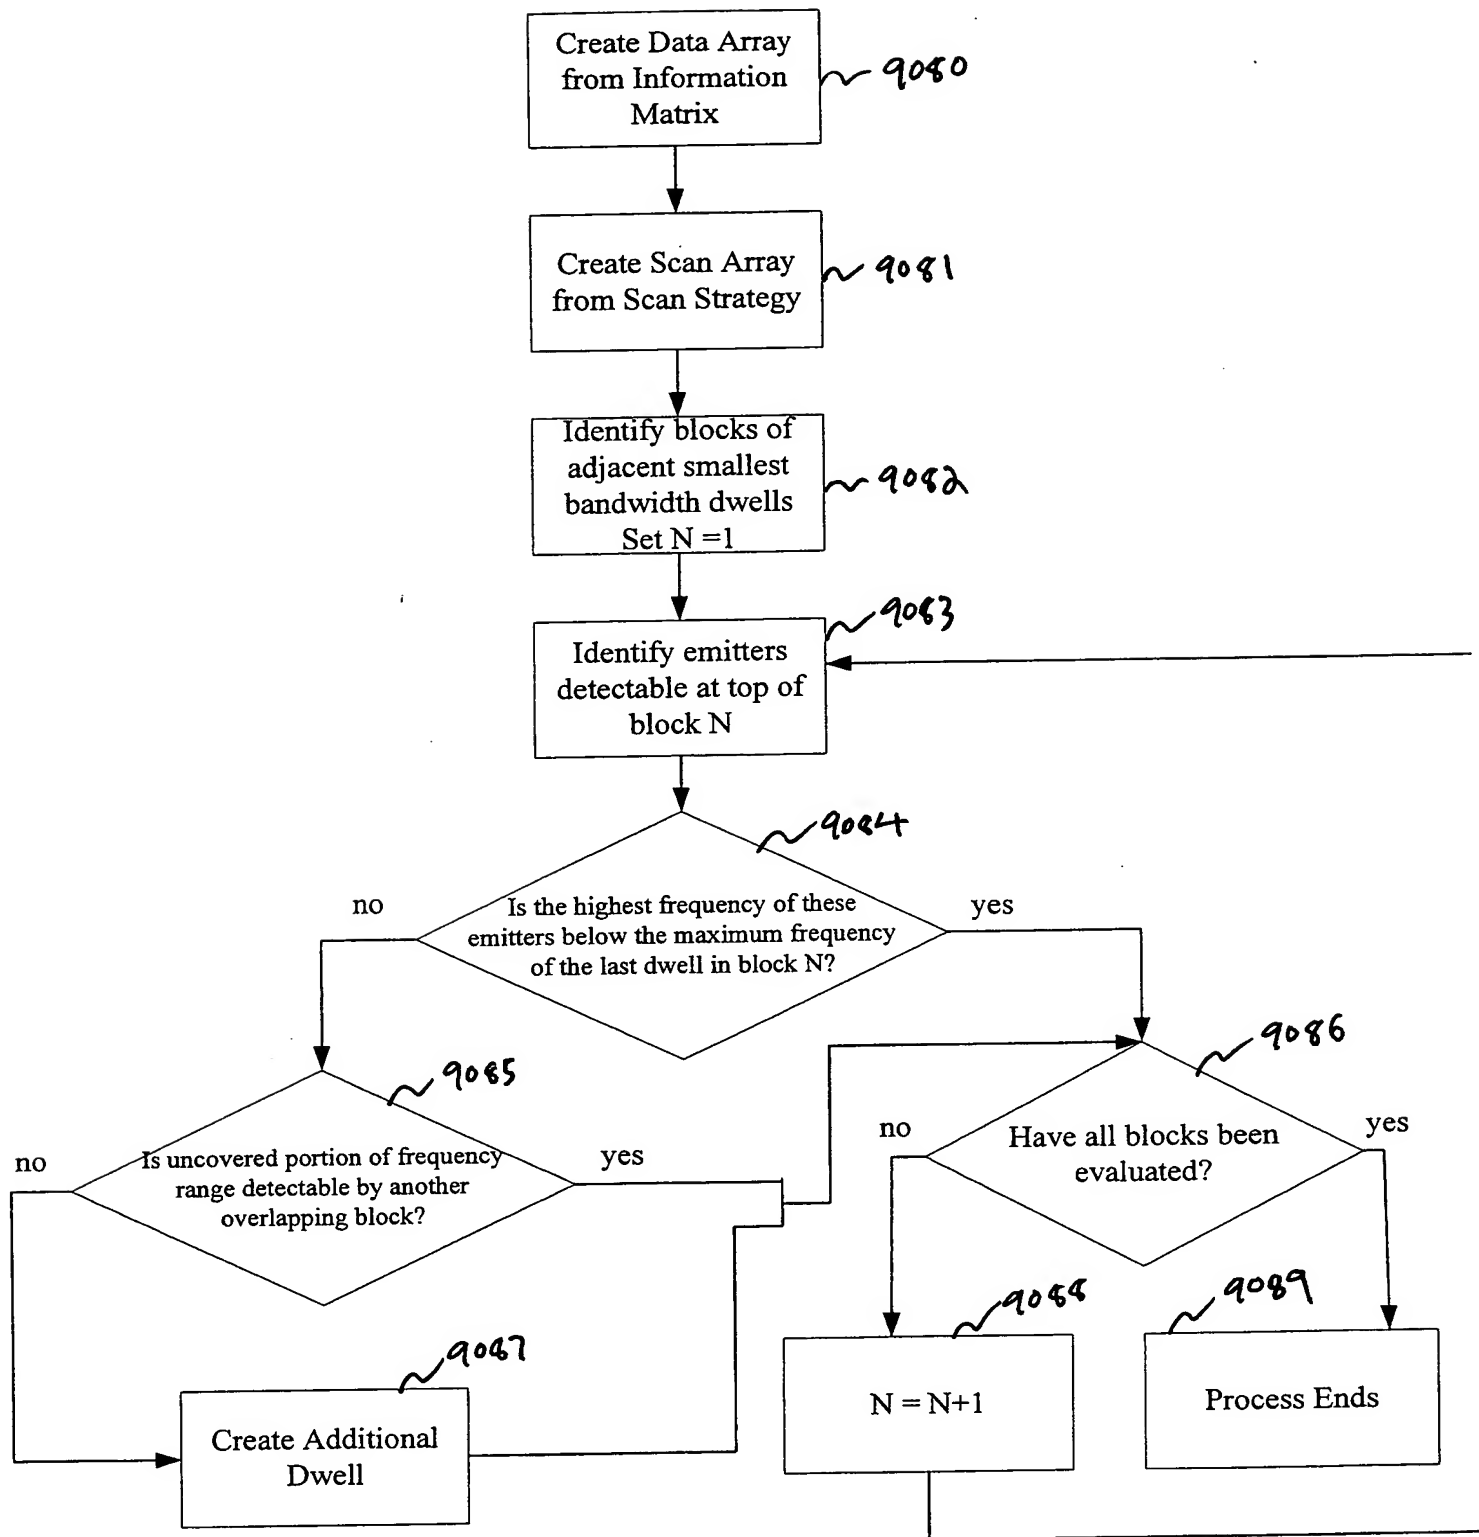 Create Data Array
from Information
Matrix
9080
Create Scan Array
from Scan Strategy
9081
Identify blocks of
adjacent smallest
bandwidth dwells
Set N =1
9082
Identify emitters
detectable at top of
block N
9083
9084
no
Is the highest frequency of these
emitters below the maximum frequency
of the last dwell in block N?
yes
9085
no
Is uncovered portion of frequency
range detectable by another
overlapping block?
yes
9086
no
Have all blocks been
evaluated?
yes
9087
Create Additional
Dwell
9088
N = N+1
9089
Process Ends